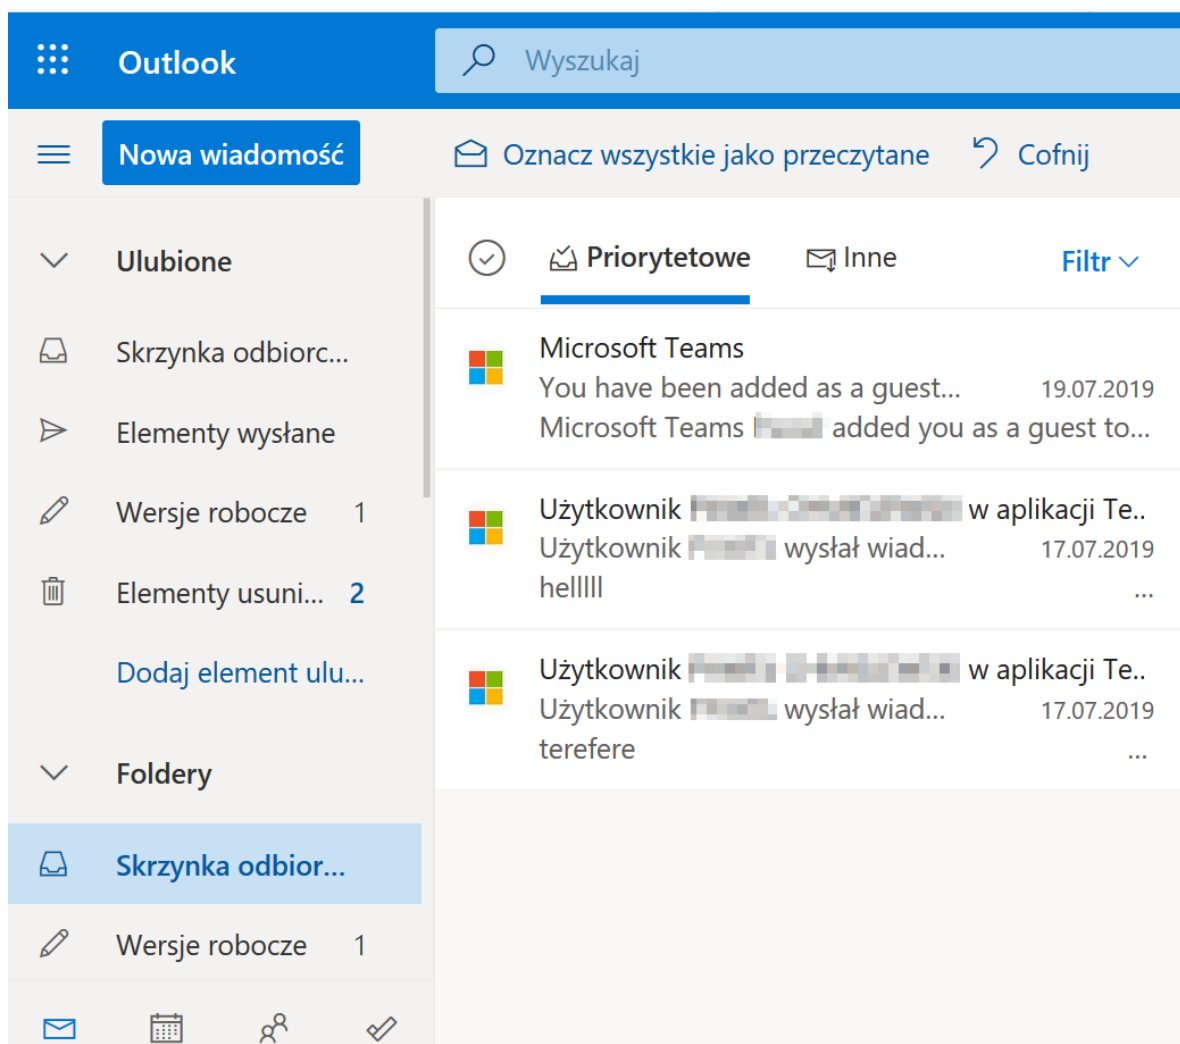 Outlook
Wyszukaj
Nowa wiadomość
Oznacz wszystkie jako przeczytane
Cofnij
Ulubione
Skrzynka odbiorc...
Elementy wysłane
Wersje robocze 1
Elementy usuni... 2
Dodaj element ulu...
Foldery
Skrzynka odbior...
Wersje robocze 1
Priorytetowe
Inne
Filtr
Microsoft Teams
You have been added as a guest... 19.07.2019
Microsoft Teams added you as a guest to...
Użytkownik w aplikacji Te..
Użytkownik wysłał wiad... 17.07.2019
helllll ...
Użytkownik w aplikacji Te..
Użytkownik wysłał wiad... 17.07.2019
terefere ...